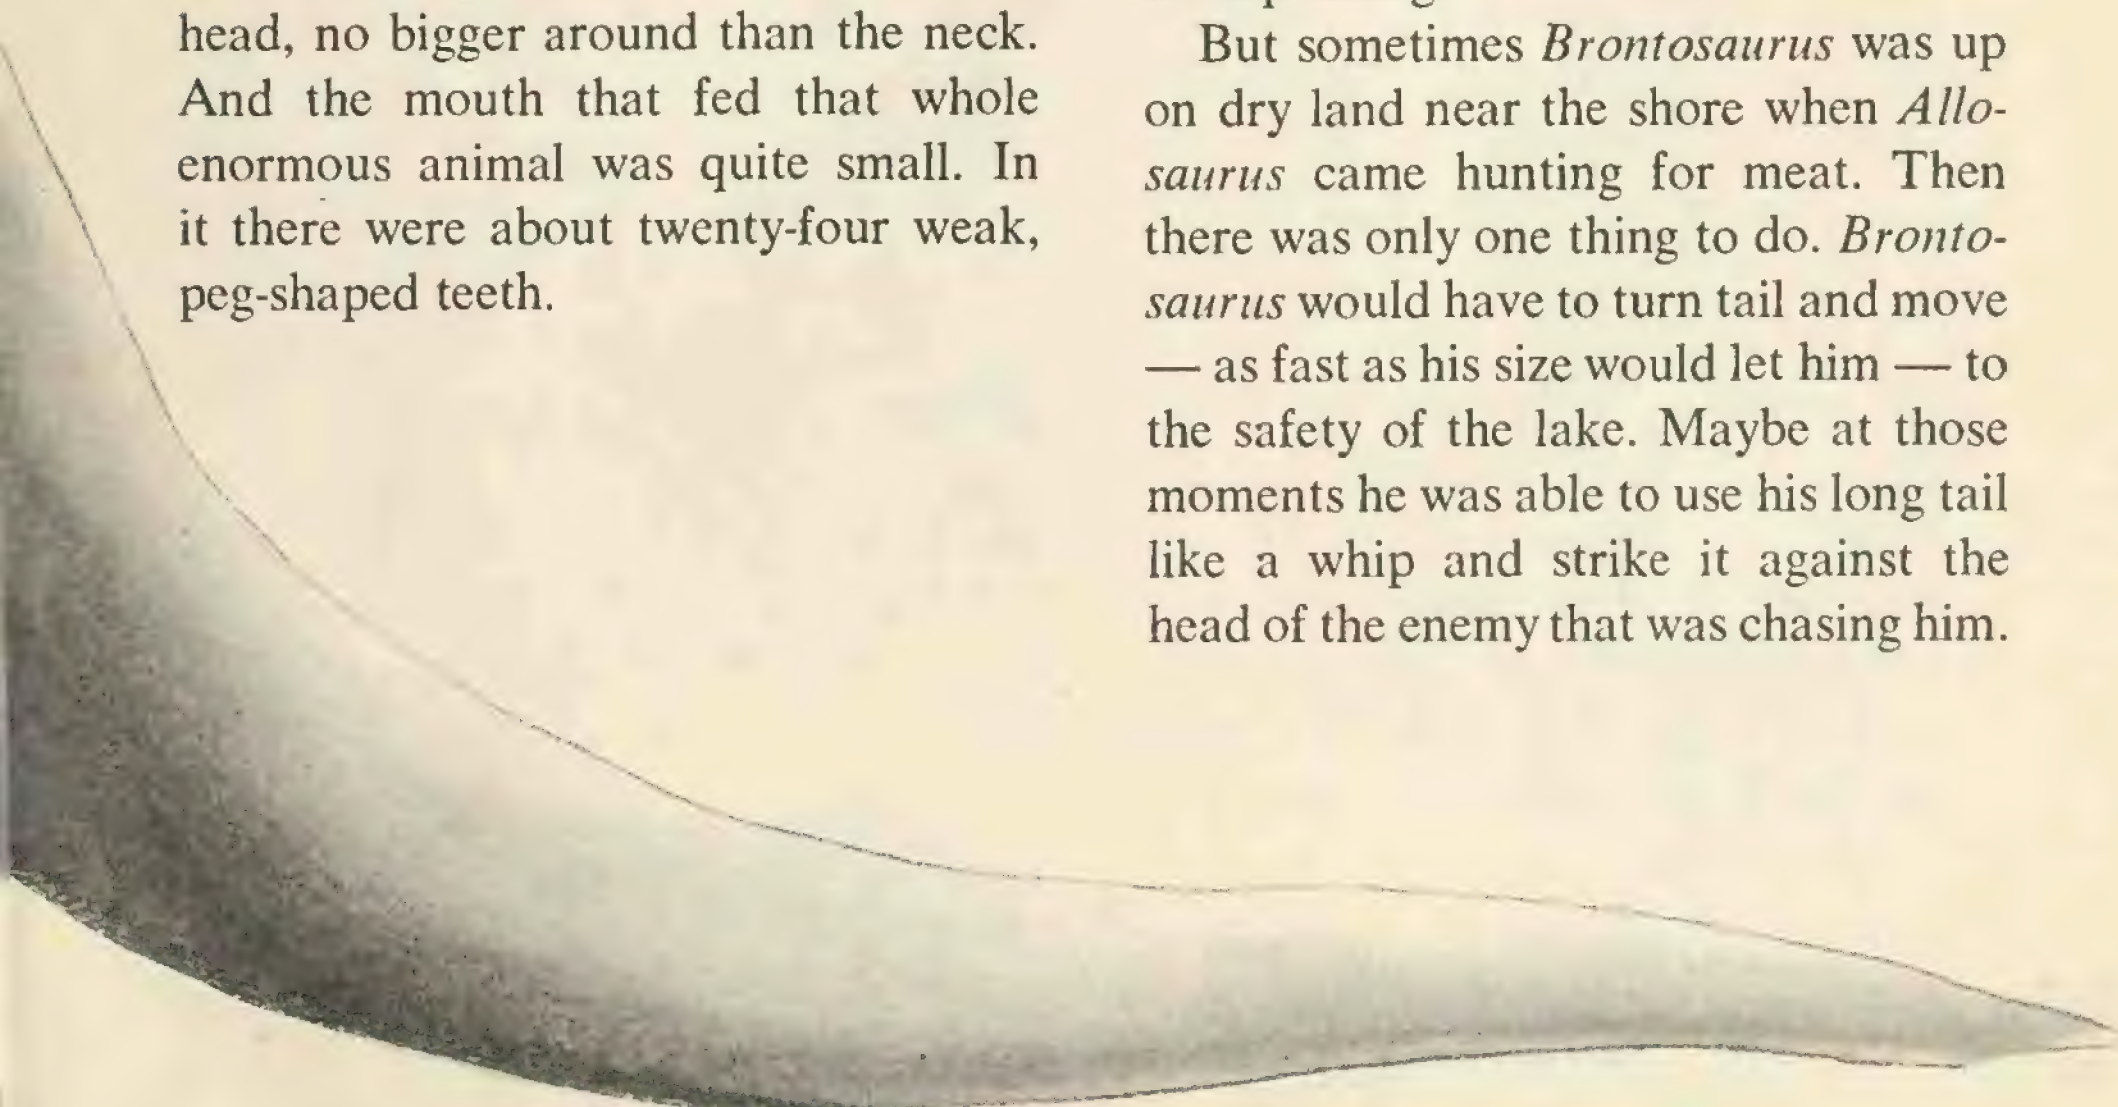 head, no bigger around than the neck.
And the mouth that fed that whole
enormous animal was quite small. In
it there were about twenty-four weak,
peg-shaped teeth.
But sometimes Brontosaurus was up
on dry land near the shore when Allo-
saurus came hunting for meat. Then
there was only one thing to do. Bronto-
saurus would have to turn tail and move
— as fast as his size would let him — to
the safety of the lake. Maybe at those
moments he was able to use his long tail
like a whip and strike it against the
head of the enemy that was chasing him.